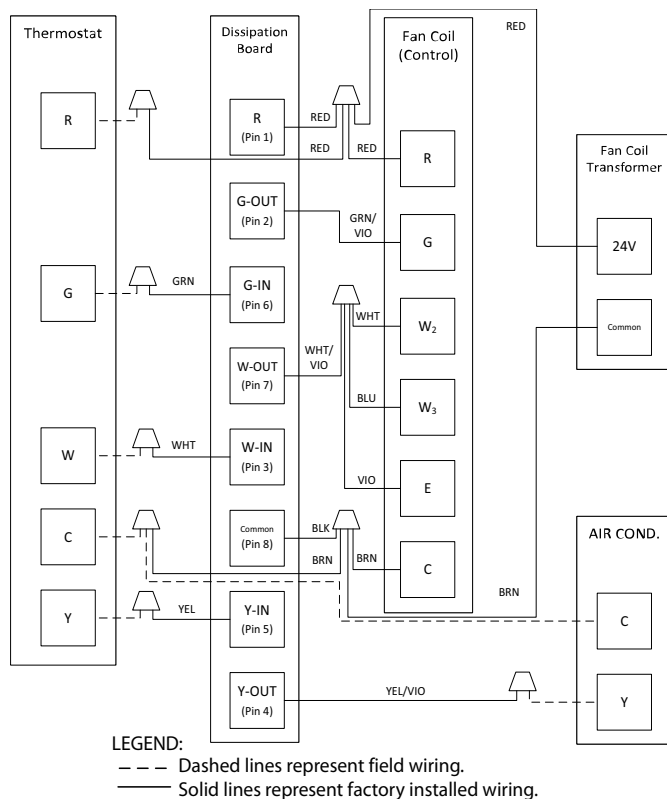 Thermostat
R
G
W
C
Y
GRN
WHT
YEL
Dissipation
Board
R
(Pin 1)
G-OUT
(Pin 2)
G-IN
(Pin 6)
W-OUT
(Pin 7)
W-IN
(Pin 3)
Common
(Pin 8)
Y-IN
(Pin 5)
Y-OUT
(Pin 4)
RED
RED
RED
GRN/
VIO
WHT/
VIO
WHT
BLU
VIO
BLK
BRN
BRN
YEL/VIO
Fan Coil
(Control)
R
G
W2
W3
E
C
RED
BRN
Fan Coil
Transformer
24V
Common
AIR COND.
C
Y
LEGEND:
Dashed lines represent field wiring.
Solid lines represent factory installed wiring.